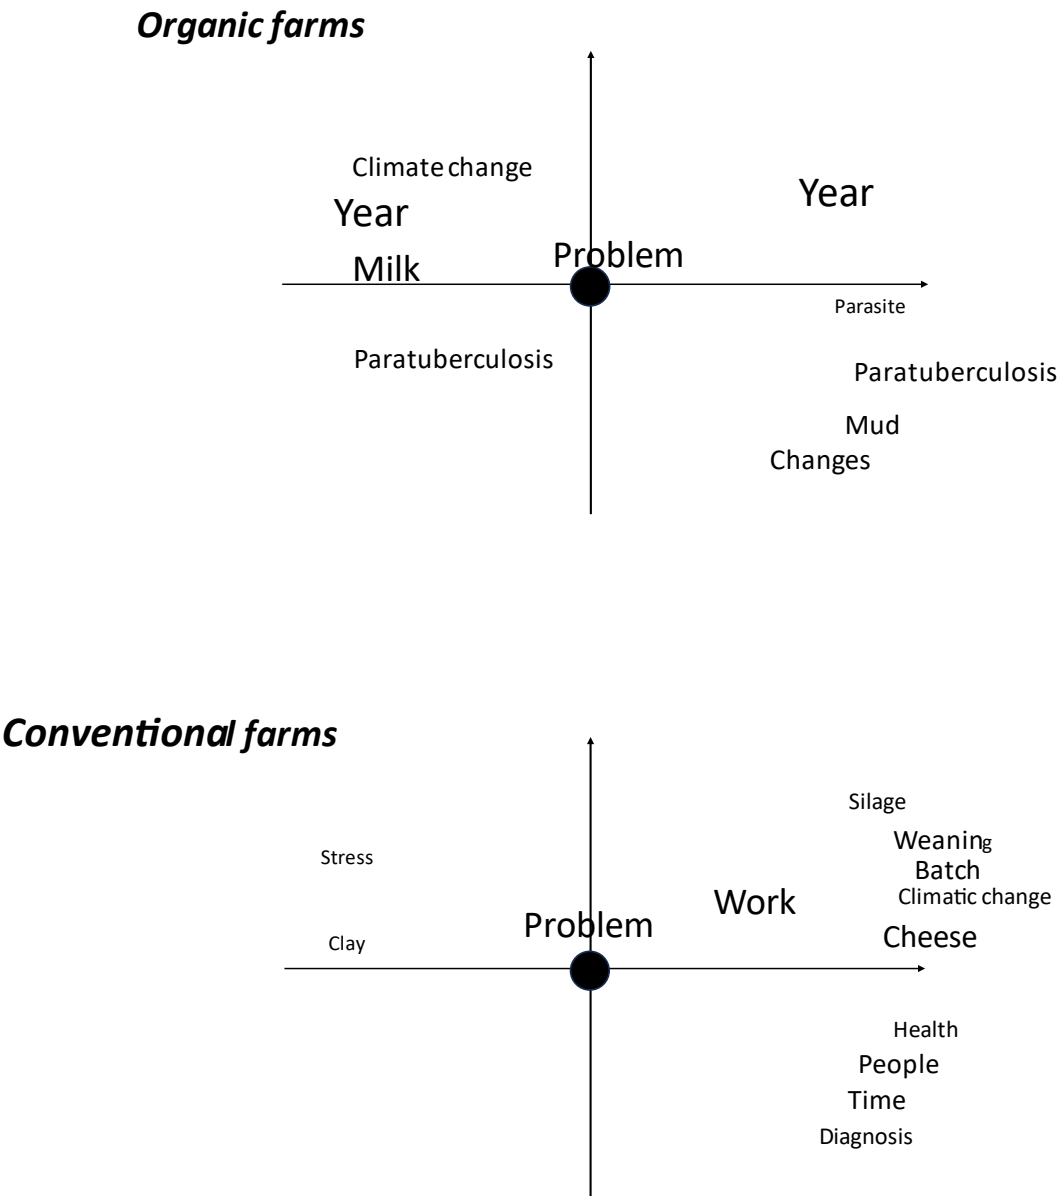 Organic farms
Climate change
Year
Year
Problem
Milk
Parasite
Paratuberculosis
Paratuberculosis
Mud
Changes
Conventional farms
Silage
Weaning
Stress
Batch
Climatic change
Work
Problem
Cheese
Clay
Health
People
Time
Diagnosis